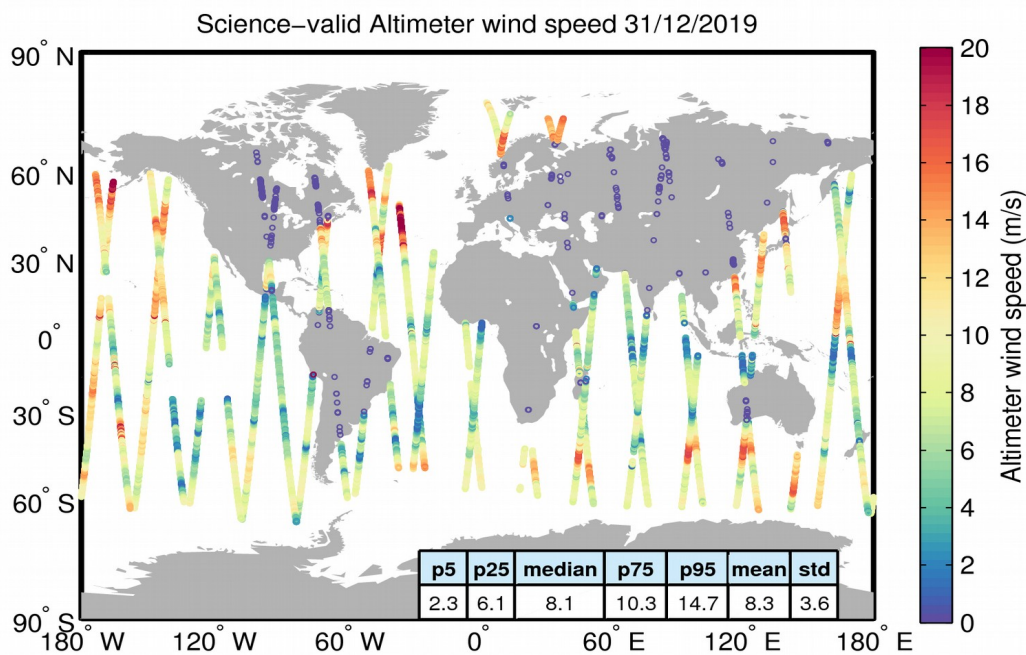 Science−valid Altimeter wind speed 31/12/2019
90° N
60° N
30° N
0°
30° S
60° S
90° S
180° W
120° W
60° W
0°
60° E
120° E
180° E
p5 p25 median p75 p95 mean std
2.3 6.1 8.1 10.3 14.7 8.3 3.6
20
18
16
14
12
10
8
6
4
2
0
Altimeter wind speed (m/s)